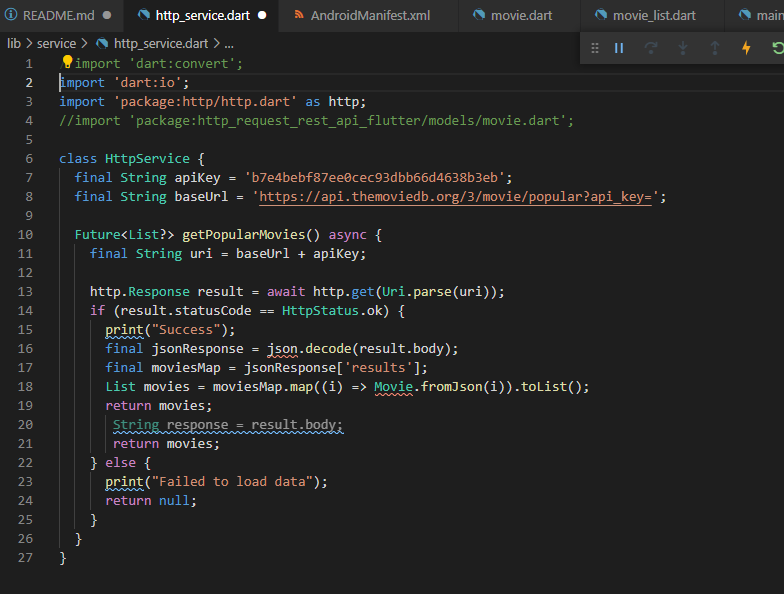 README.md
http_service.dart
AndroidManifest.xml
movie.dart
movie_list.dart
main
lib > service > http_service.dart > ...
1 //import 'dart:convert';
2 import 'dart:io';
3 import 'package:http/http.dart' as http;
4 //import 'package:http_request_rest_api_flutter/models/movie.dart';
5
6 class HttpService {
7 final String apiKey = 'b7e4bebf87ee0cec93dbb66d4638b3eb';
8 final String baseUrl = 'https://api.themoviedb.org/3/movie/popular?api_key=';
9
10 Future<List?> getPopularMovies() async {
11 final String uri = baseUrl + apiKey;
12
13 http.Response result = await http.get(Uri.parse(uri));
14 if (result.statusCode == HttpStatus.ok) {
15 print("Success");
16 final jsonResponse = json.decode(result.body);
17 final moviesMap = jsonResponse['results'];
18 List movies = moviesMap.map((i) => Movie.fromJson(i)).toList();
19 return movies;
20 String response = result.body;
21 return movies;
22 } else {
23 print("Failed to load data");
24 return null;
25 }
26 }
27 }